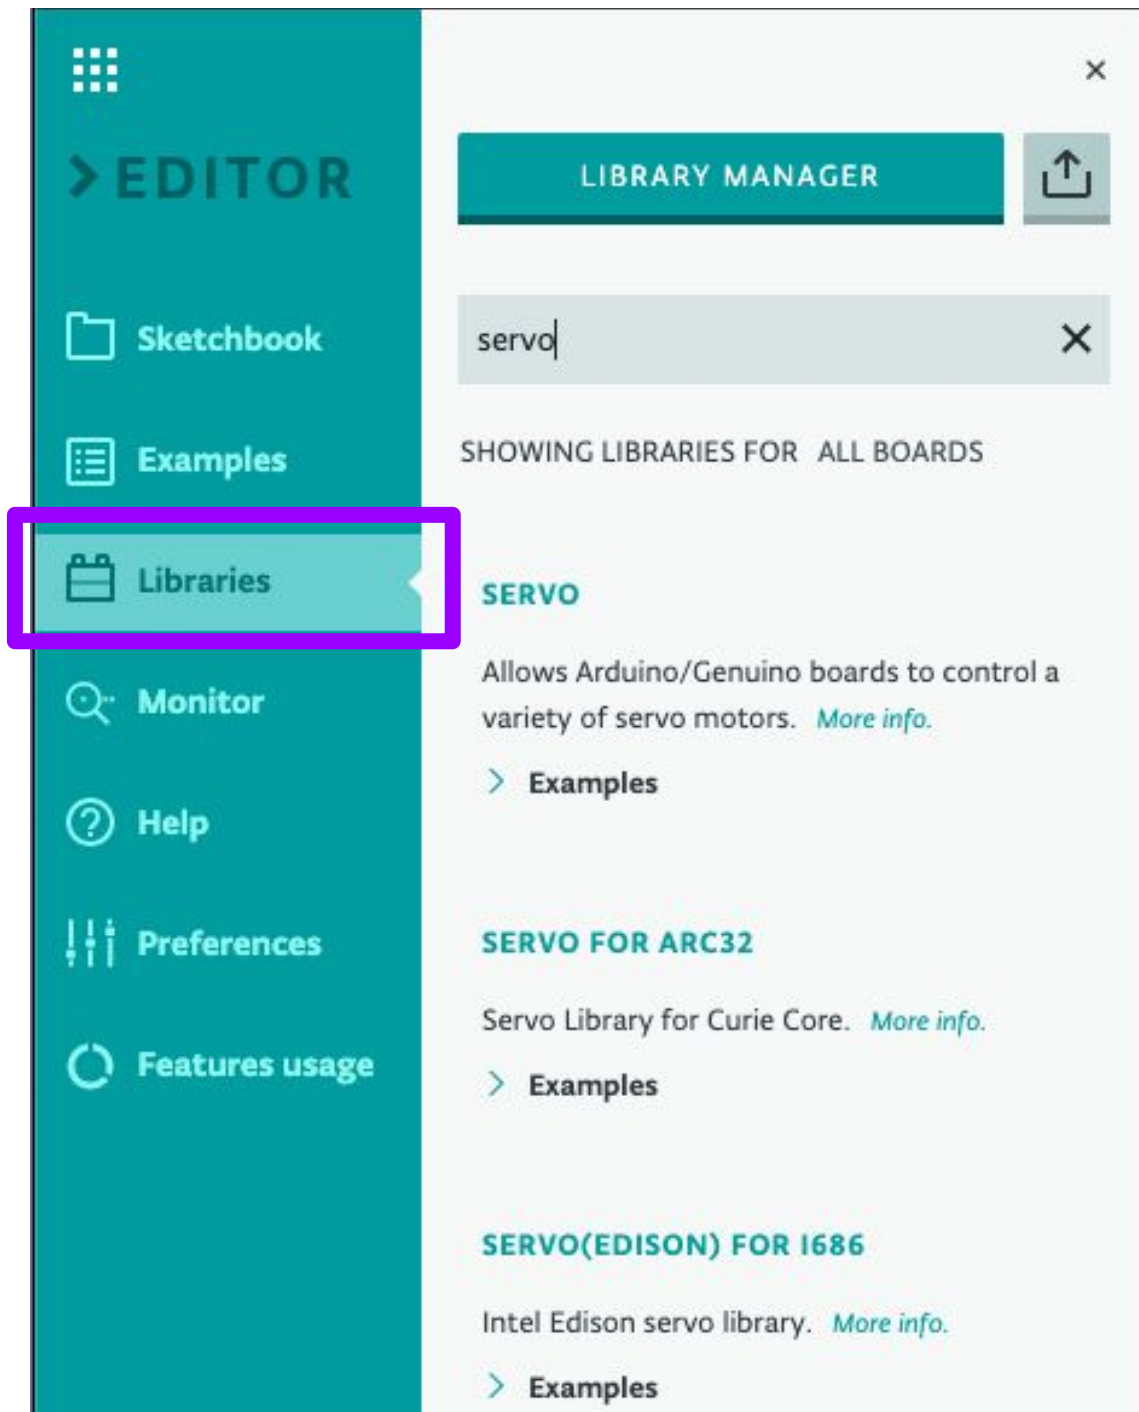 EDITOR
Sketchbook
Examples
Libraries
Monitor
Help
Preferences
Features usage
LIBRARY MANAGER
servo
SHOWING LIBRARIES FOR ALL BOARDS
SERVO
Allows Arduino/Genuino boards to control a
variety of servo motors. More info.
Examples
SERVO FOR ARC32
Servo Library for Curie Core. More info.
Examples
SERVO(EDISON) FOR I686
Intel Edison servo library. More info.
Examples